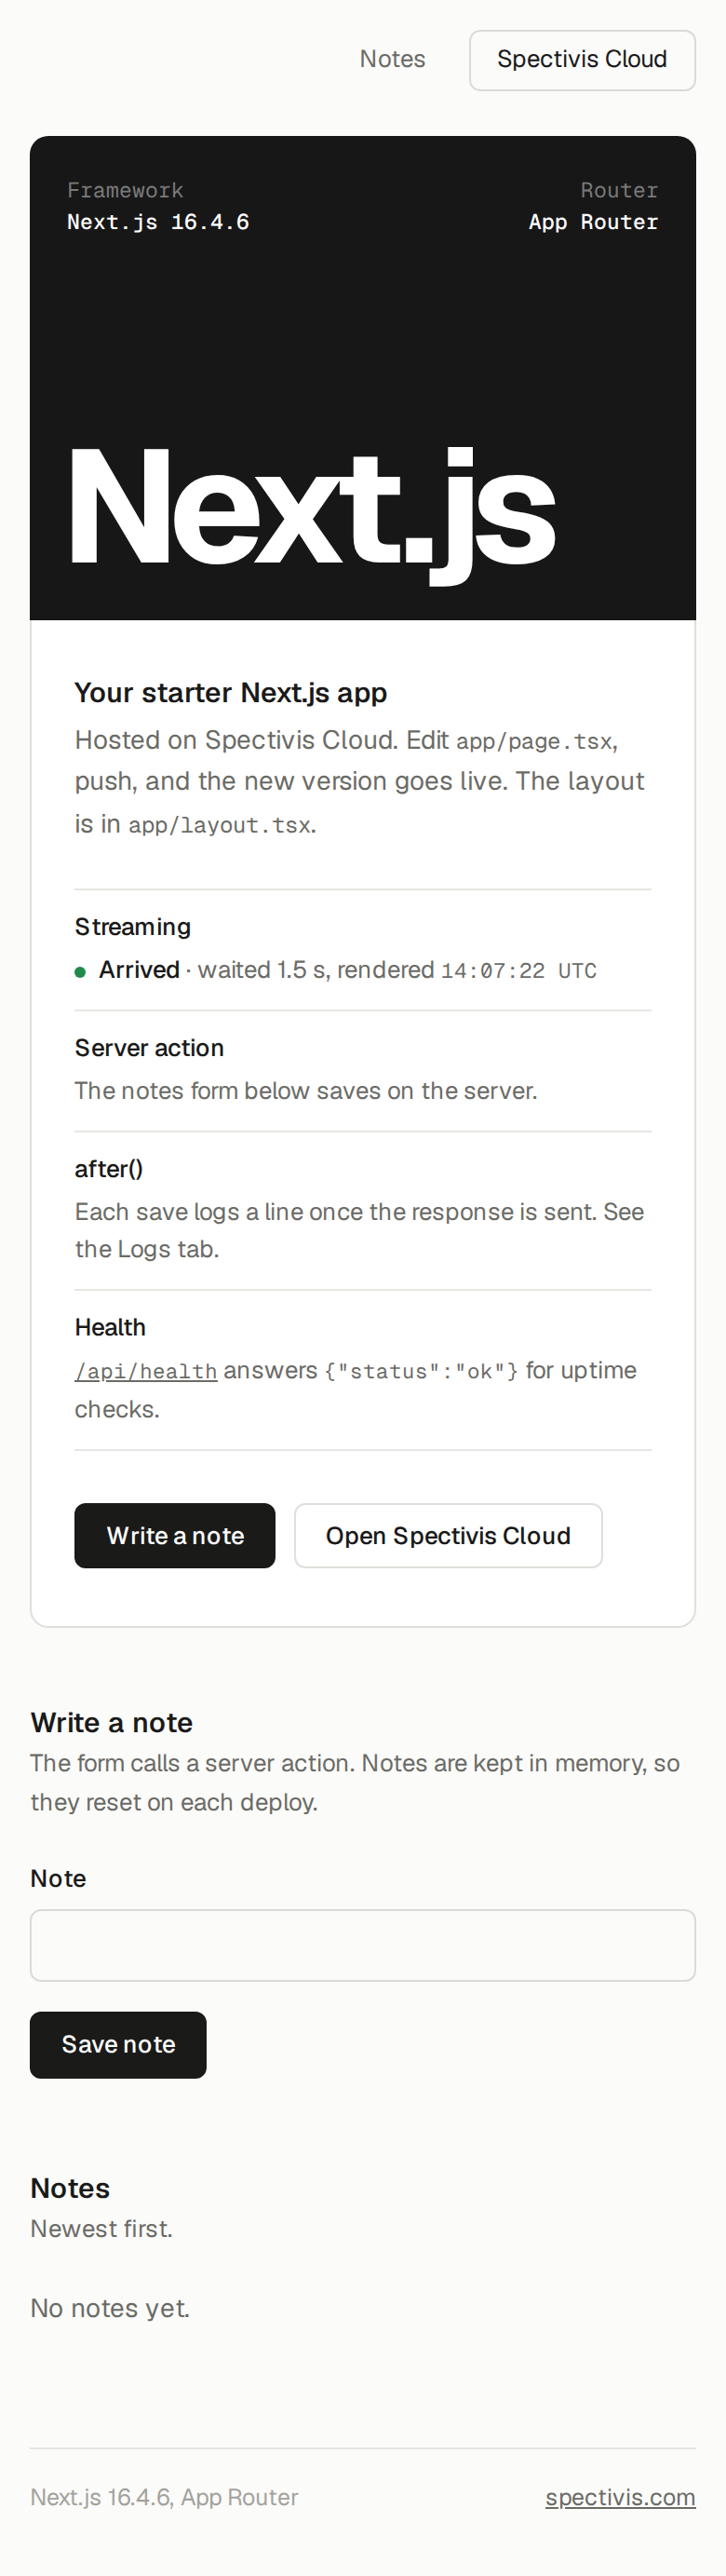 Notes
Spectivis Cloud
Framework
Router
Next.js 16.4.6
App Router
Next.js
Your starter Next.js app
Hosted on Spectivis Cloud. Edit app/page.tsx,
push, and the new version goes live. The layout
is in app/layout.tsx.
Streaming
Arrived · waited 1.5 s, rendered 14:07:22 UTC
Server action
The notes form below saves on the server.
after()
Each save logs a line once the response is sent. See
the Logs tab.
Health
/api/health answers {"status":"ok"} for uptime
checks.
Write a note
Open Spectivis Cloud
Write a note
The form calls a server action. Notes are kept in memory, so
they reset on each deploy.
Note
Save note
Notes
Newest first.
No notes yet.
Next.js 16.4.6, App Router
spectivis.com